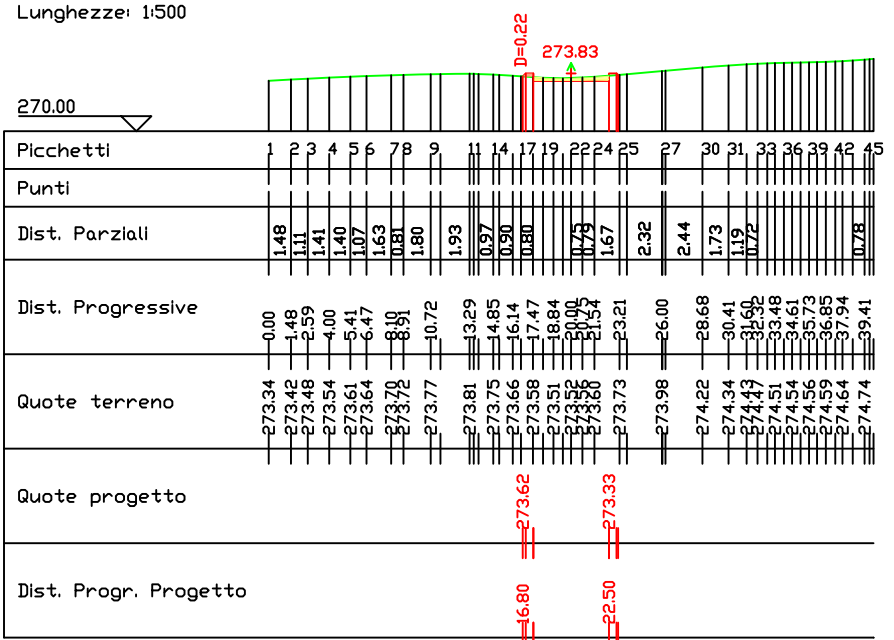 Lunghezze: 1:500
D=0.22
273.83
270.00
Picchetti 1 2 3 4 5 6 7 8 9 11 14 17 19 22 24 25 27 30 31 33 36 39 42 45
Punti
Dist. Parziali 1.48 1.11 1.41 1.40 1.07 1.63 0.81 1.80 1.93 0.97 0.90 0.80 0.75 0.79 1.67 2.32 2.44 1.73 1.19 0.72 0.78
Dist. Progressive 0.00 1.48 2.59 4.00 5.41 6.47 8.10 8.91 10.72 13.29 14.85 16.14 17.47 18.84 20.00 20.75 21.54 23.21 26.00 28.68 30.41 31.60 32.32 33.48 34.61 35.73 36.85 37.94 39.41
Quote terreno 273.34 273.42 273.48 273.54 273.61 273.64 273.70 273.72 273.77 273.81 273.75 273.66 273.58 273.51 273.52 273.56 273.60 273.73 273.98 274.22 274.34 274.47 274.51 274.54 274.56 274.59 274.64 274.74
Quote progetto 273.62 273.33
Dist. Progr. Progetto 16.80 22.50